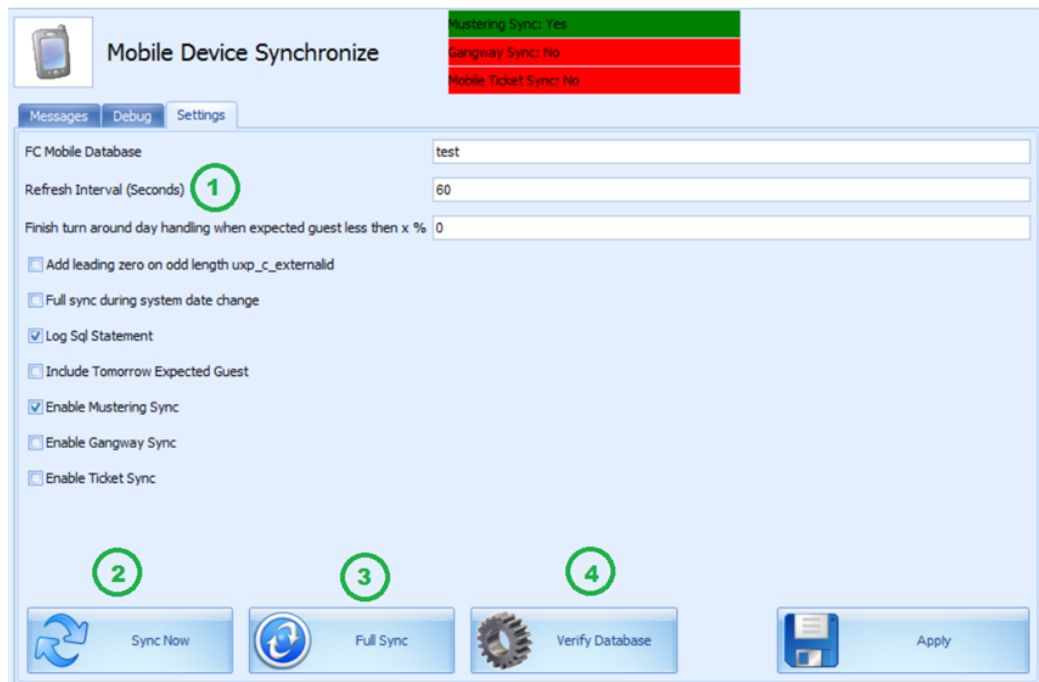 Mobile Device Synchronize
Mustering Sync: Yes
Gangway Sync: No
Mobile Ticket Sync: No
Messages Debug Settings
FC Mobile Database test
Refresh Interval (Seconds) 1 60
Finish turn around day handling when expected guest less then x % 0
Add leading zero on odd length uxp_c_externalid
Full sync during system date change
Log Sql Statement
Include Tomorrow Expected Guest
Enable Mustering Sync
Enable Gangway Sync
Enable Ticket Sync
2 3 4
Sync Now Full Sync Verify Database Apply